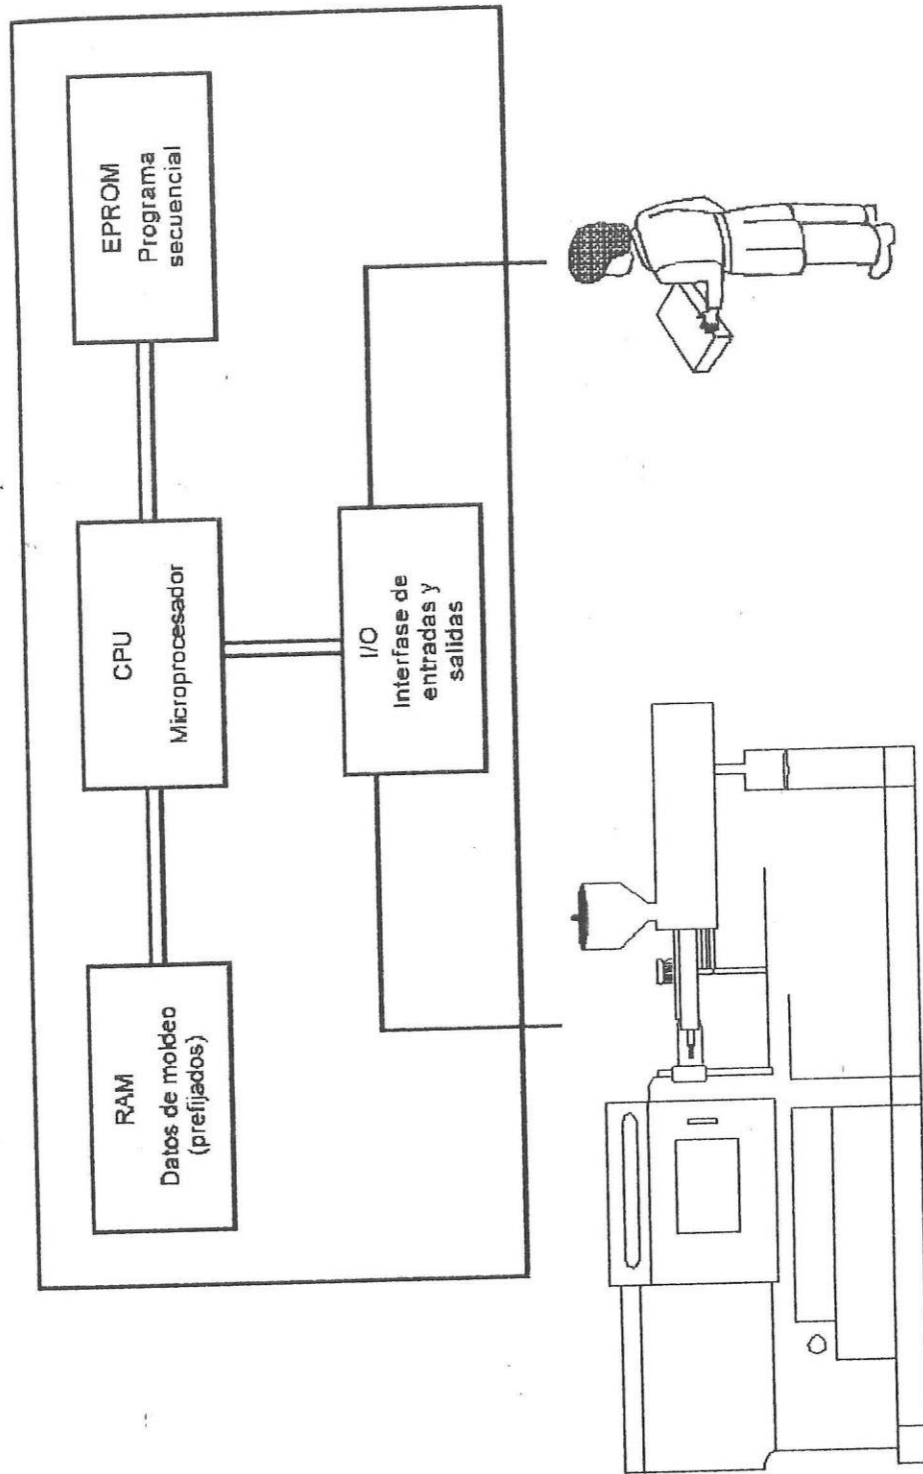 RAM
Datos de moldeo
(prefijados)
CPU
Microprocesador
EPROM
Programa
secuencial
I/O
Interfase de
entradas y
salidas